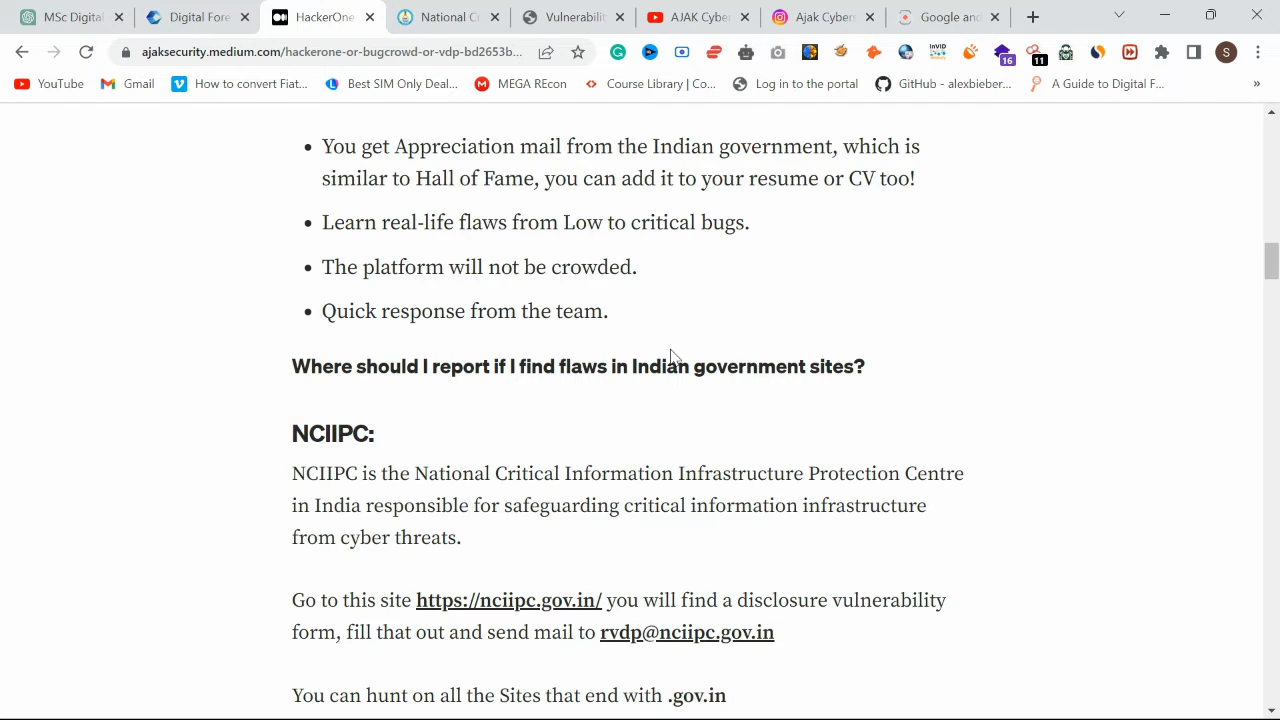 MSc Digital
Digital Fore
HackerOne
National Cr
Vulnerabilit
AJAK Cyber
Ajak Cybern
Google and
ajaksecurity.medium.com/hackerone-or-bugcrowd-or-vdp-bd2653b...
inVID
16
11
S
YouTube
Gmail
How to convert Fiat...
Best SIM Only Deal...
MEGA REcon
Course Library | Co...
Log in to the portal
GitHub - alexbieber...
A Guide to Digital F...
»
• You get Appreciation mail from the Indian government, which is
similar to Hall of Fame, you can add it to your resume or CV too!
• Learn real-life flaws from Low to critical bugs.
• The platform will not be crowded.
• Quick response from the team.
Where should I report if I find flaws in Indian government sites?
NCIIPC:
NCIIPC is the National Critical Information Infrastructure Protection Centre
in India responsible for safeguarding critical information infrastructure
from cyber threats.
Go to this site https://nciipc.gov.in/ you will find a disclosure vulnerability
form, fill that out and send mail to rvdp@nciipc.gov.in
You can hunt on all the Sites that end with .gov.in